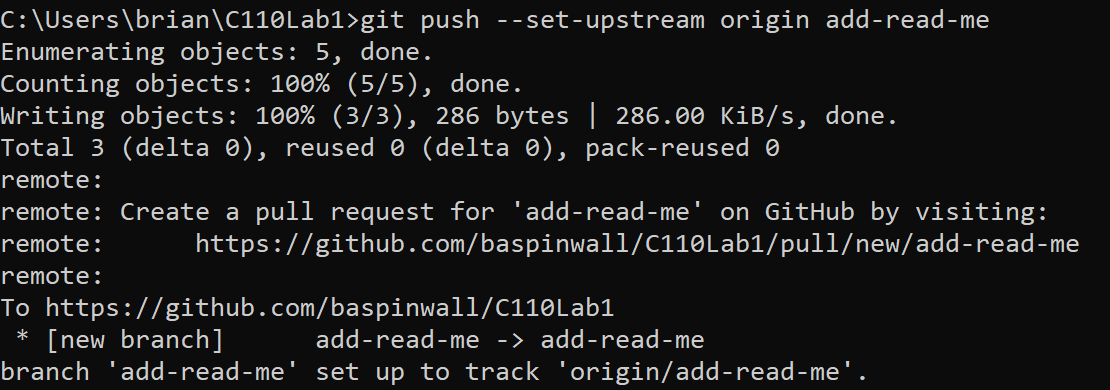 C:\Users\brian\C110Lab1>git push --set-upstream origin add-read-me
Enumerating objects: 5, done.
Counting objects: 100% (5/5), done.
Writing objects: 100% (3/3), 286 bytes | 286.00 KiB/s, done.
Total 3 (delta 0), reused 0 (delta 0), pack-reused 0
remote:
remote: Create a pull request for 'add-read-me' on GitHub by visiting:
remote:      https://github.com/baspinwall/C110Lab1/pull/new/add-read-me
remote:
To https://github.com/baspinwall/C110Lab1
 * [new branch]      add-read-me -> add-read-me
branch 'add-read-me' set up to track 'origin/add-read-me'.